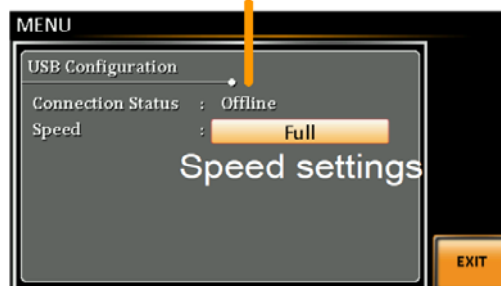 MENU
USB Configuration
Connection Status : Offline
Speed : Full
Speed settings
EXIT